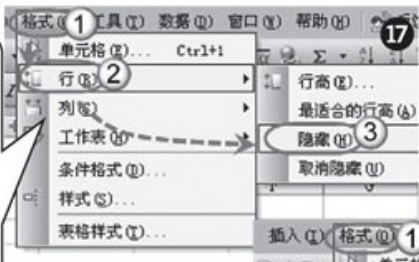 格式 ① 工具(T) 数据(D) 窗口(W) 帮助(H)
17
单元格(E)... Ctrl+1
行(R) ②
列
工作表(H)
条件格式(D)...
样式(S)...
表格样式(T)...
行高(E)...
最适合的行高(A)
隐藏(H) ③
取消隐藏(U)
插入(I) 格式(O) 1